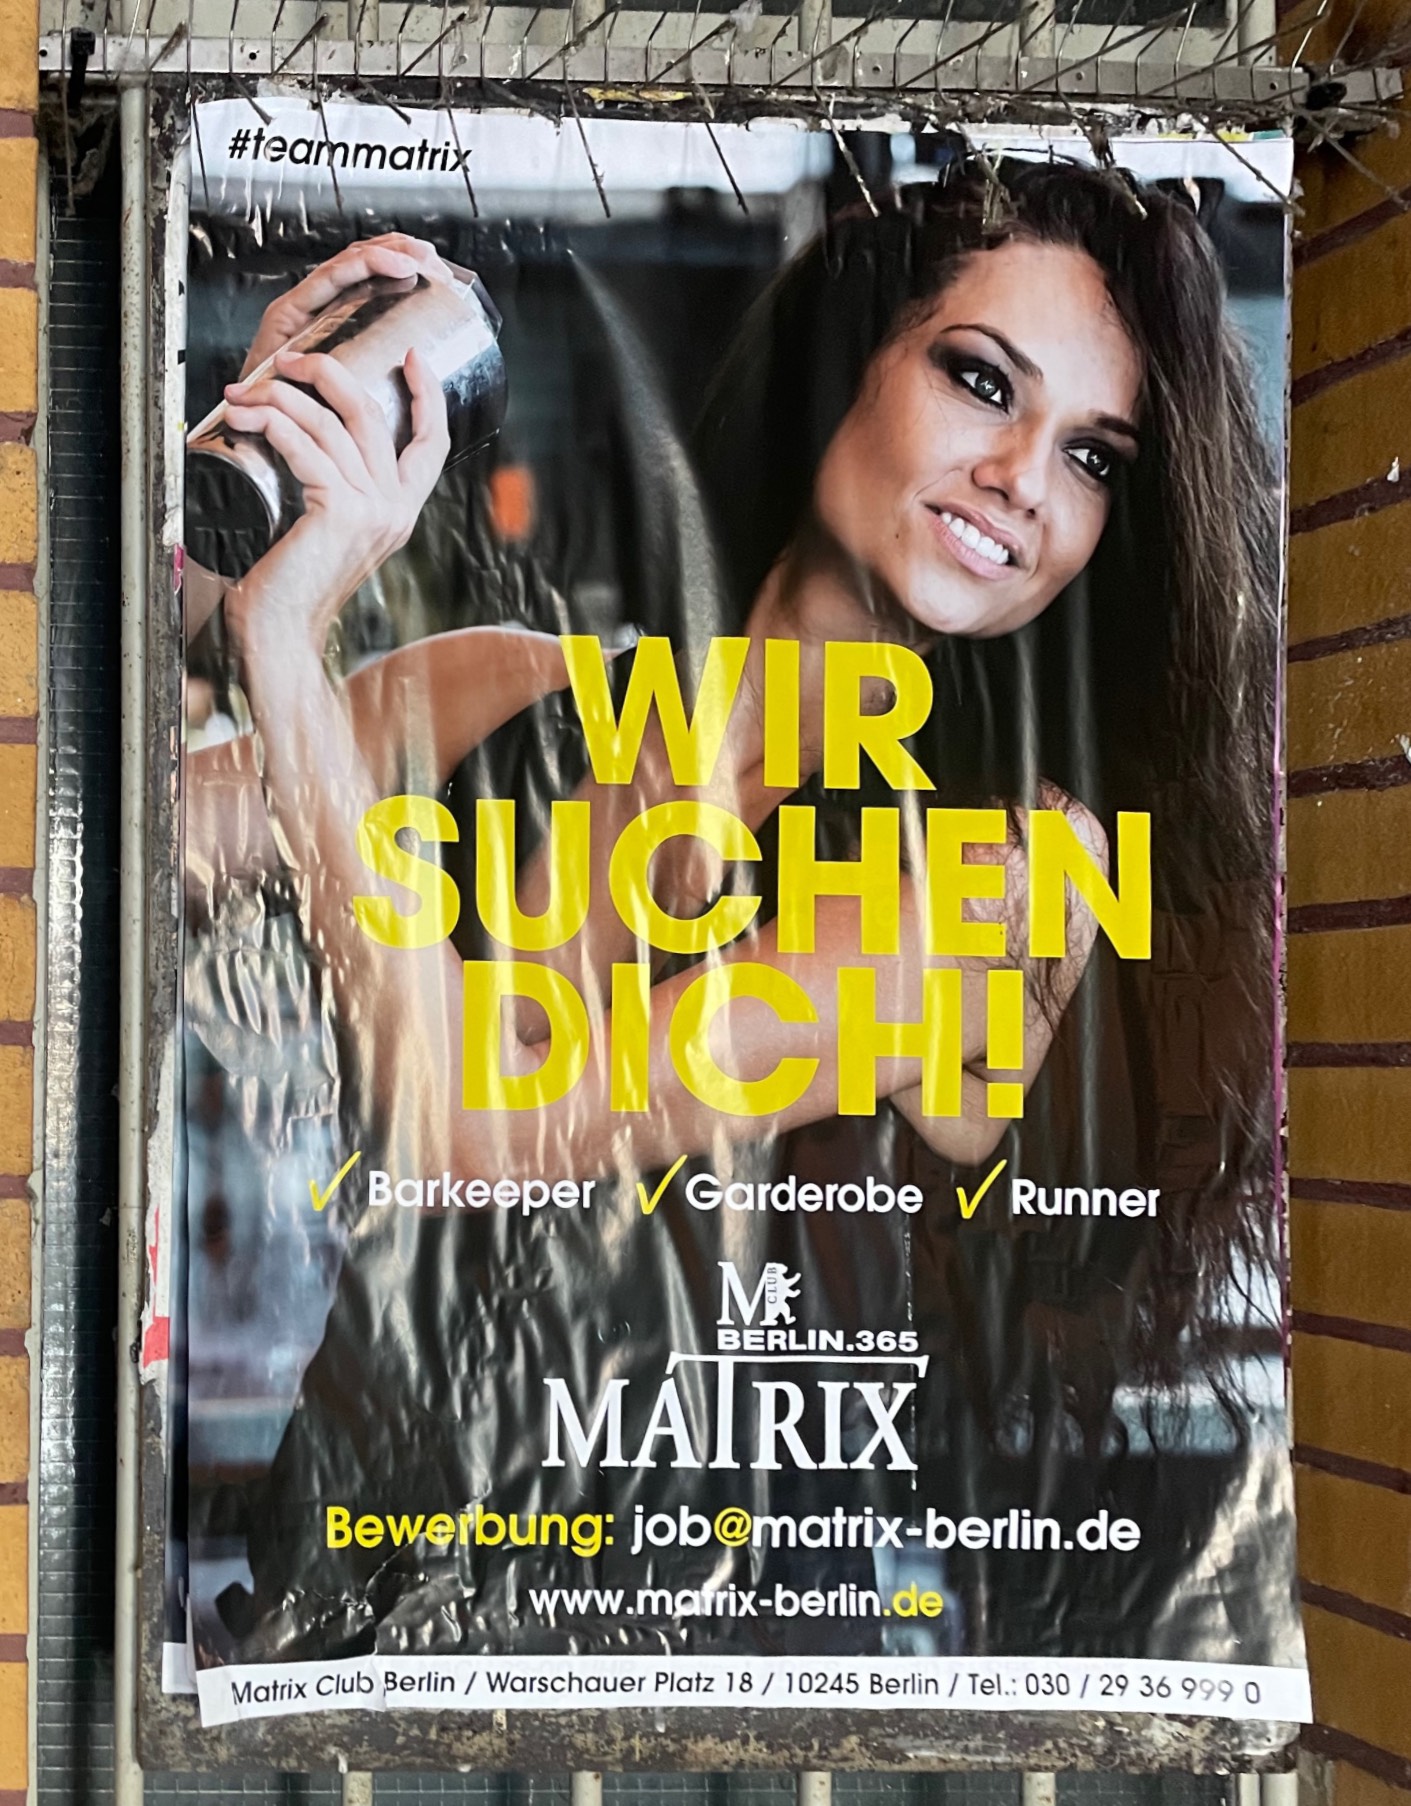 #teammatrix
WIR
SUCHEN
DICH!
✓ Barkeeper ✓ Garderobe ✓ Runner
M CLUB
BERLIN.365
MATRIX
Bewerbung: job@matrix-berlin.de
www.matrix-berlin.de
Matrix Club Berlin / Warschauer Platz 18 / 10245 Berlin / Tel.: 030 / 29 36 999 0